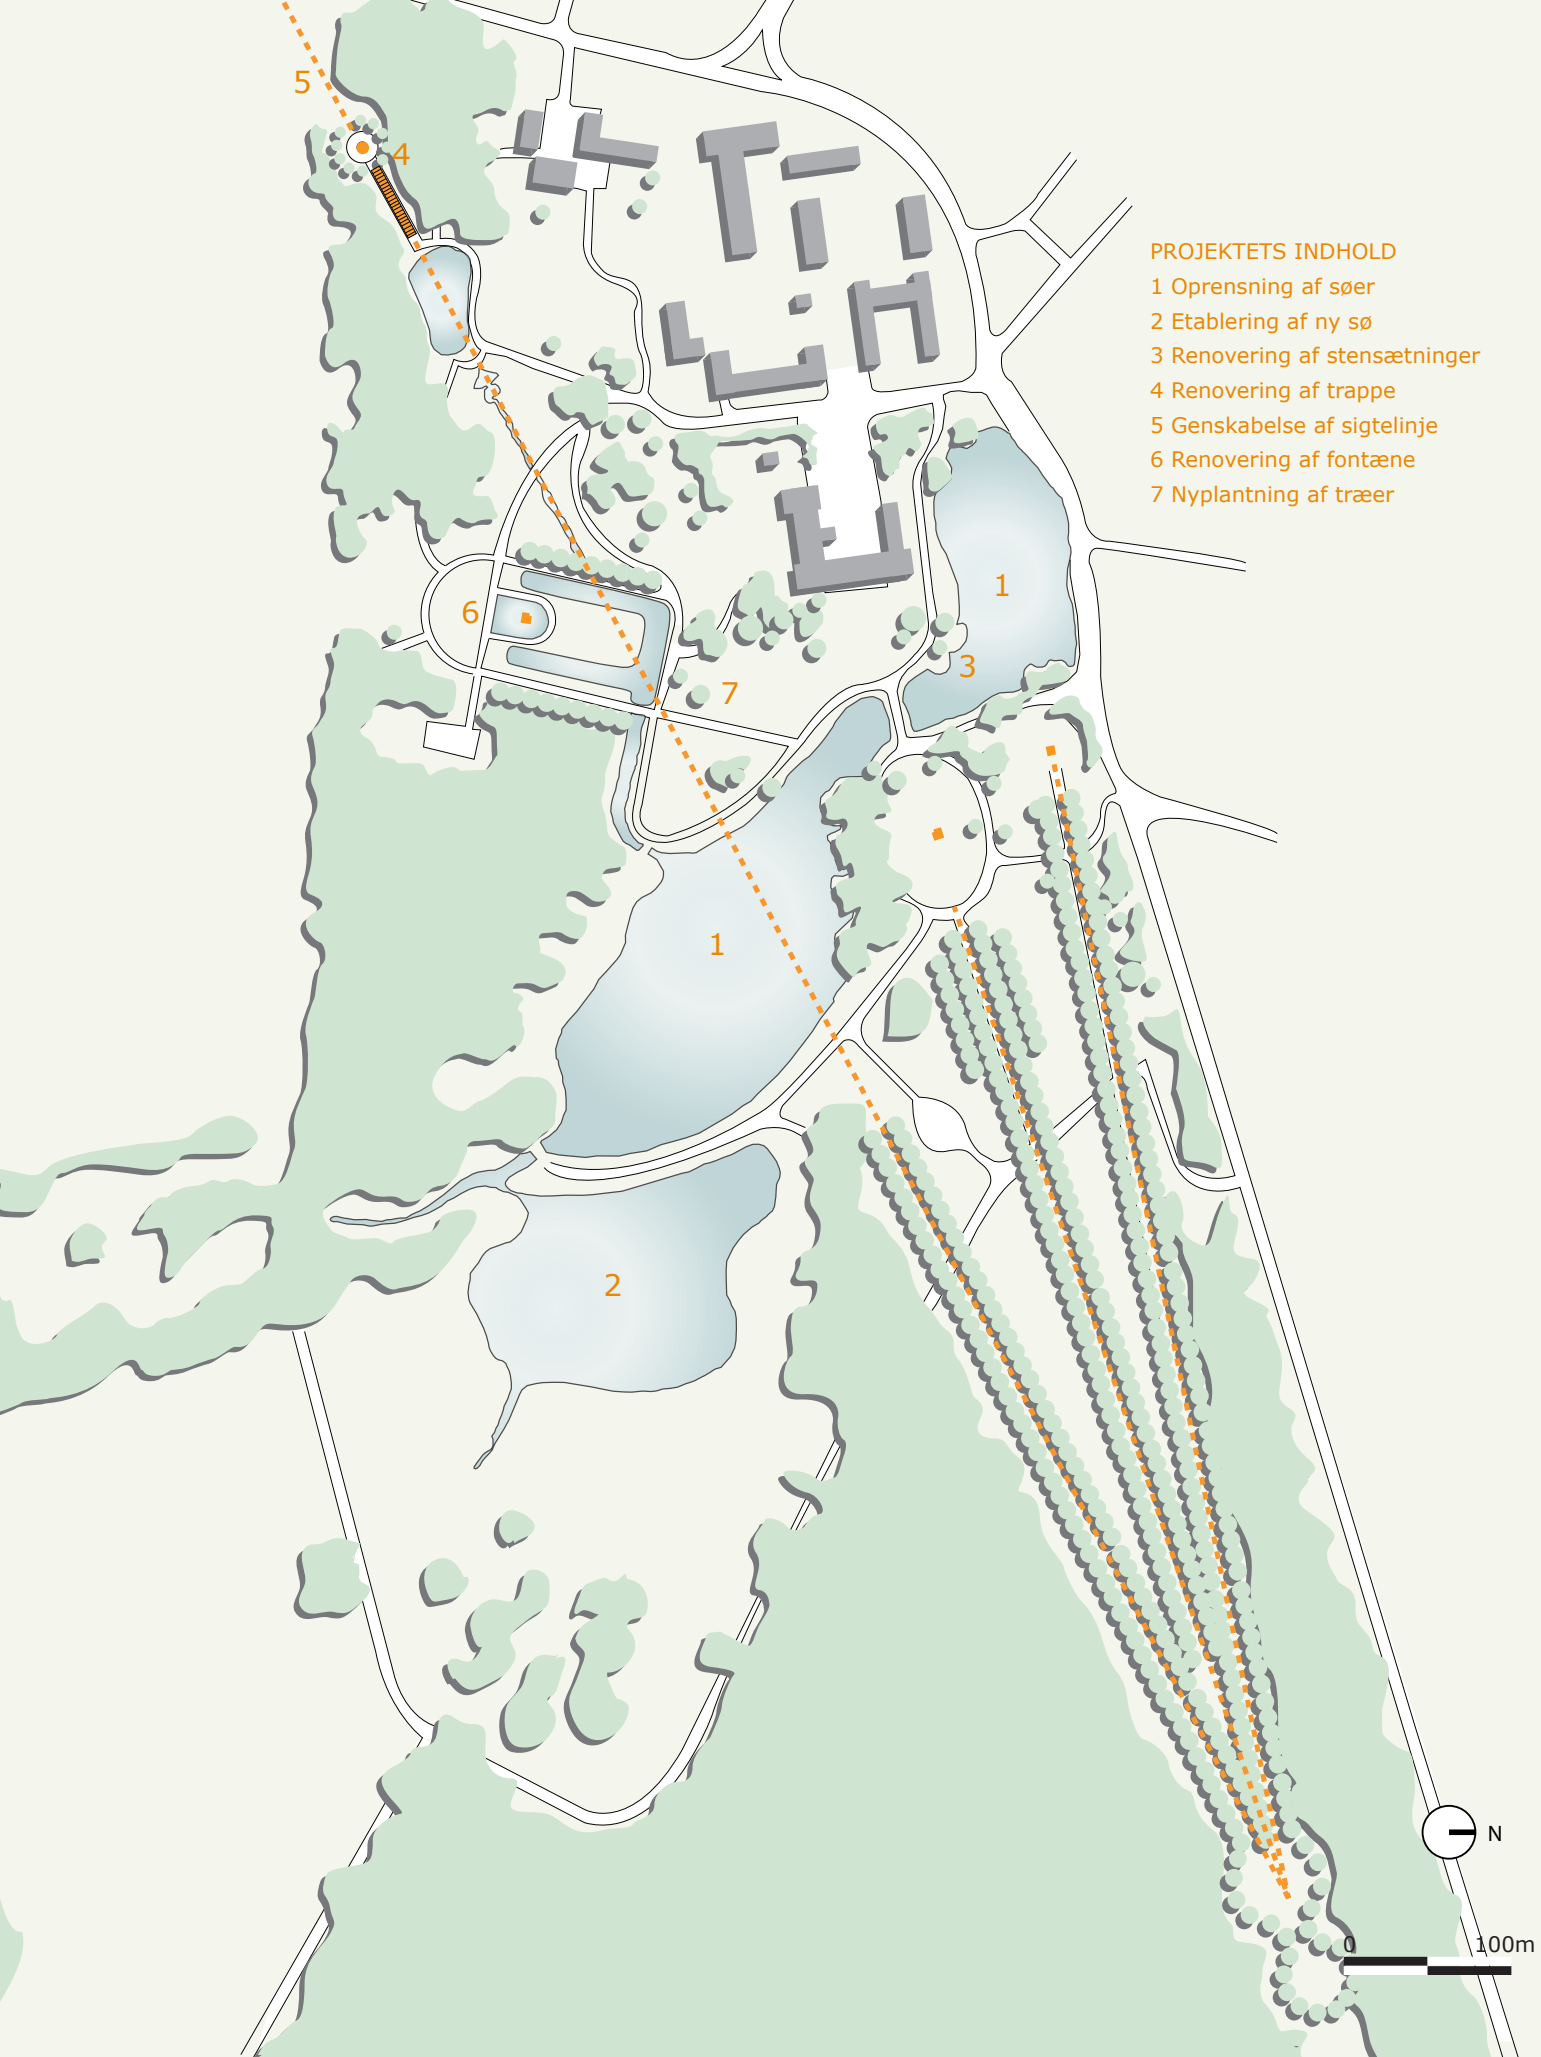 5
4
PROJEKTETS INDHOLD
1 Oprensning af søer
2 Etablering af ny sø
3 Renovering af stensætninger
4 Renovering af trappe
5 Genskabelse af sigtelinje
6 Renovering af fontæne
7 Nyplantning af træer
1
6
3
7
1
2
N
0 100m